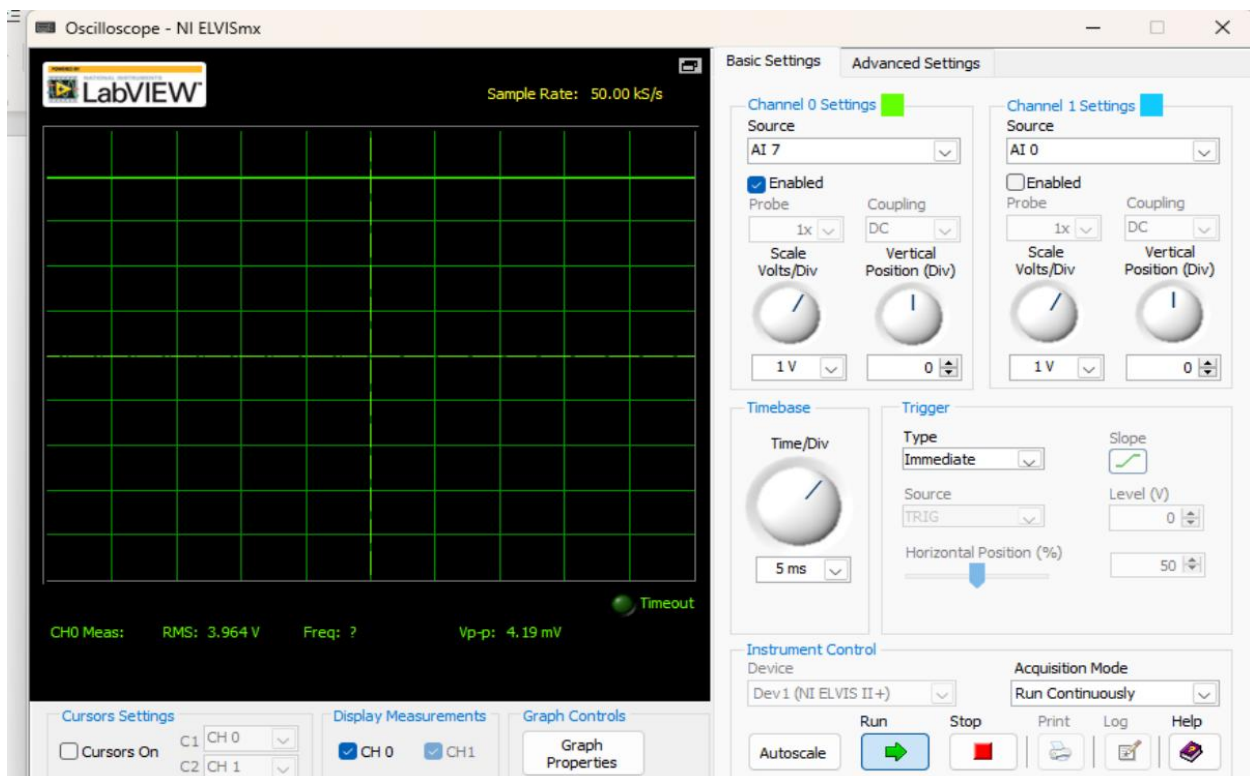 Oscilloscope - NI ELVISmx
POWERED BY
NATIONAL INSTRUMENTS
LabVIEW
Sample Rate: 50.00 kS/s
Timeout
CH0 Meas: RMS: 3.964 V Freq: ? Vp-p: 4.19 mV
Cursors Settings
Cursors On
C1 CH 0
C2 CH 1
Display Measurements
CH 0 CH1
Graph Controls
Graph
Properties
Basic Settings Advanced Settings
Channel 0 Settings
Source
AI 7
Enabled
Probe Coupling
1x DC
Scale Vertical
Volts/Div Position (Div)
1 V 0
Channel 1 Settings
Source
AI 0
Enabled
Probe Coupling
1x DC
Scale Vertical
Volts/Div Position (Div)
1 V 0
Timebase
Time/Div
5 ms
Trigger
Type Slope
Immediate
Source Level (V)
TRIG 0
Horizontal Position (%)
50
Instrument Control
Device Acquisition Mode
Dev1 (NI ELVIS II+) Run Continuously
Run Stop Print Log Help
Autoscale